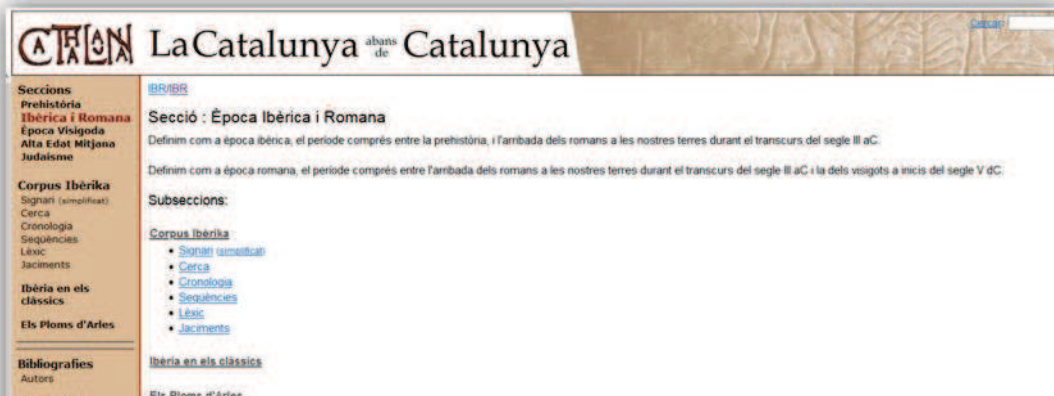 CATHALON
La Catalunya abans de Catalunya
Cercar:
Seccions
Prehistòria
Ibèrica i Romana
Època Visigoda
Alta Edat Mitjana
Judaisme
Corpus Ibèrika
Signari (simplificat)
Cerca
Cronologia
Seqüències
Lèxic
Jaciments
Ibèria en els
clàssics
Els Ploms d'Arles
Bibliografies
Autors
IBR/IBR
Secció : Època Ibèrica i Romana
Definim com a època ibèrica, el període comprés entre la prehistòria, i l'arribada dels romans a les nostres terres durant el transcurs del segle III aC.
Definim com a època romana, el període comprés entre l'arribada dels romans a les nostres terres durant el transcurs del segle III aC i la dels visigots a inicis del segle V dC.
Subseccions:
Corpus Ibèrika
Signari (simplificat)
Cerca
Cronologia
Seqüències
Lèxic
Jaciments
Ibèria en els clàssics
Els Ploms d'Arles